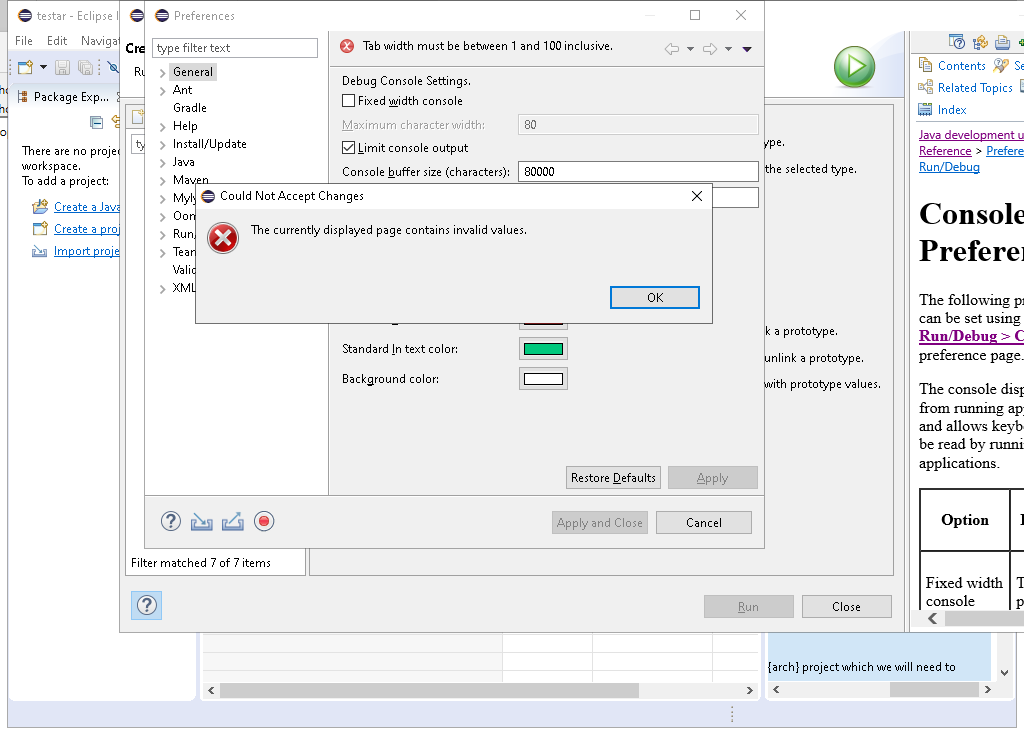 testar - Eclipse I
Preferences
File Edit Navigat
Package Exp...
There are no projec
workspace.
To add a project:
Create a Java
Create a proj
Import proje
Cre
Ru
ty
type filter text
General
Ant
Gradle
Help
Install/Update
Java
Maven
Myly
Oom
Run/
Team
Valid
XML
Tab width must be between 1 and 100 inclusive.
Debug Console Settings.
Fixed width console
Maximum character width:
80
Limit console output
Console buffer size (characters):
80000
Could Not Accept Changes
The currently displayed page contains invalid values.
OK
Standard In text color:
Background color:
Restore Defaults
Apply
Apply and Close
Cancel
ype.
the selected type.
k a prototype.
unlink a prototype.
with prototype values.
Filter matched 7 of 7 items
Run
Close
Contents
Se
Related Topics
Index
Java development u
Reference > Prefere
Run/Debug
Console
Prefere
The following pr
can be set using
Run/Debug > C
preference page.
The console disp
from running app
and allows keybo
be read by runnin
applications.
Option
Fixed width
console
{arch} project which we will need to